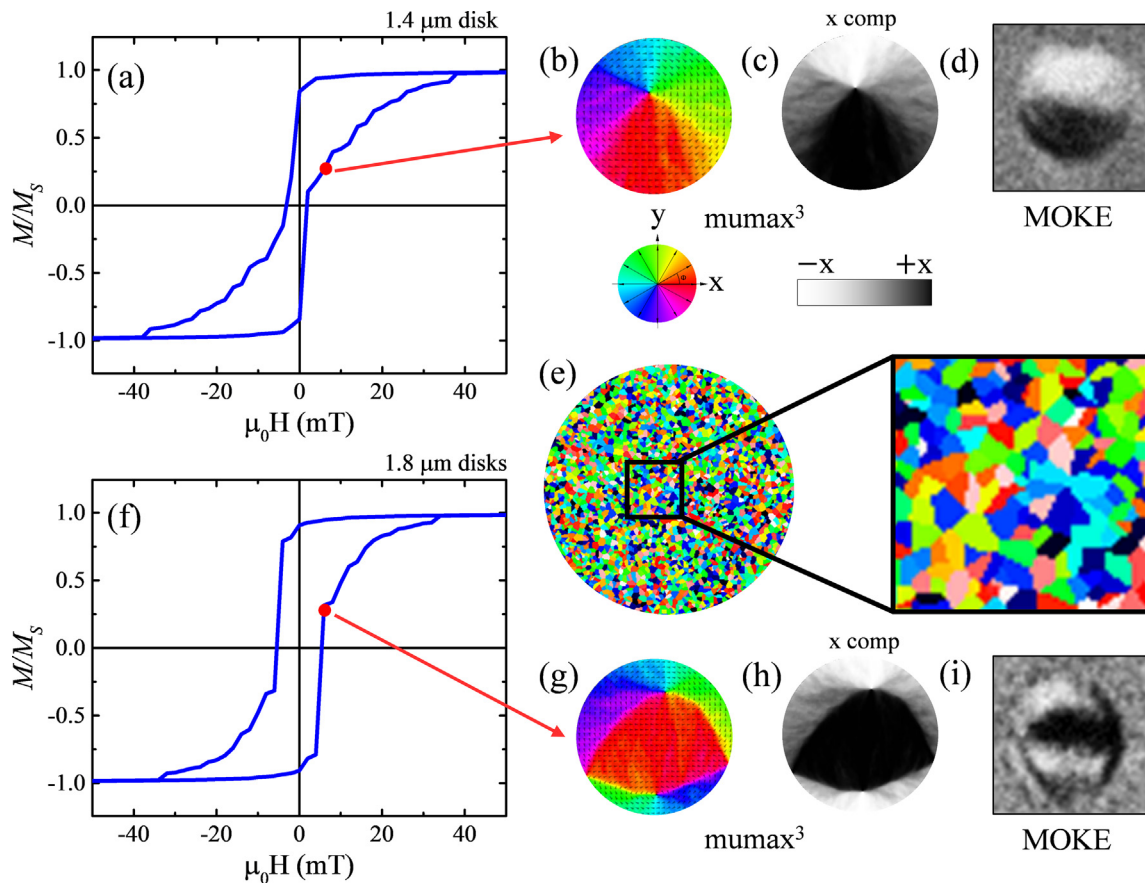 1.4 μm disk
(a)
1.0
0.5
0.0
-0.5
-1.0
M/M_S
-40 -20 0 20 40
μ₀H (mT)
(b)
(c)
x comp
(d)
mumax³
MOKE
y
x
Φ
−x +x
(e)
1.8 μm disks
(f)
1.0
0.5
0.0
-0.5
-1.0
M/M_S
-40 -20 0 20 40
μ₀H (mT)
(g)
(h)
x comp
(i)
mumax³
MOKE